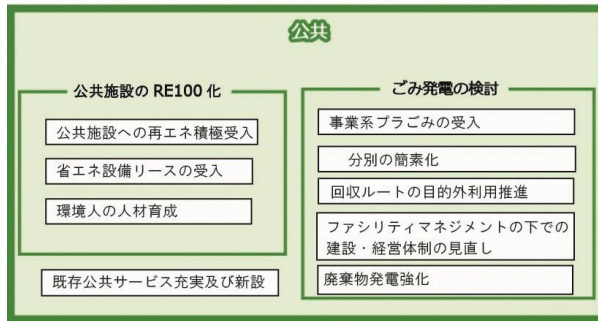 公共
公共施設の RE100 化
公共施設への再エネ積極受入
省エネ設備リースの受入
環境人の人材育成
既存公共サービス充実及び新設
ごみ発電の検討
事業系プラごみの受入
分別の簡素化
回収ルートの目的外利用推進
ファシリティマネジメントの下での
建設・経営体制の見直し
廃棄物発電強化